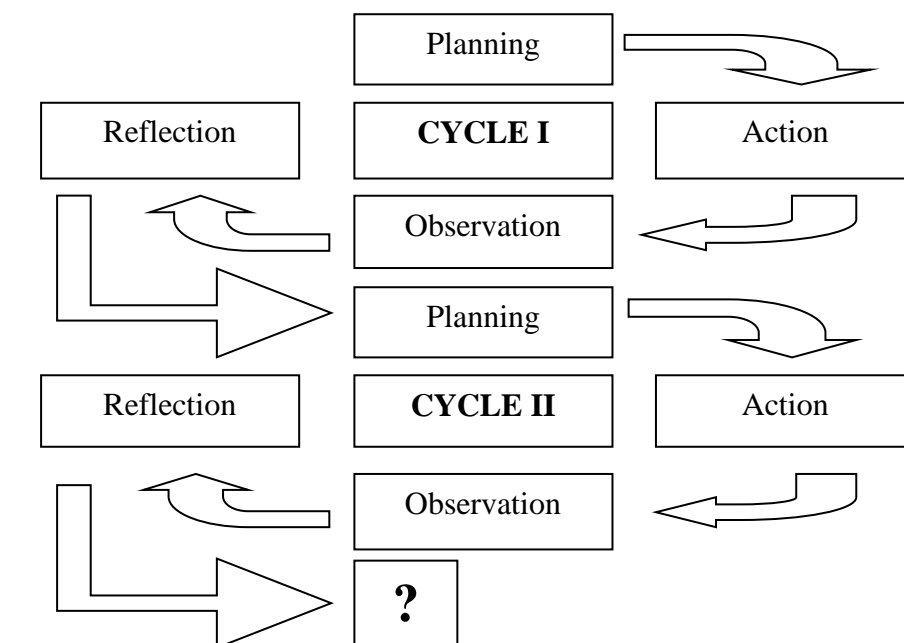 Planning
Reflection
CYCLE I
Action
Observation
Planning
Reflection
CYCLE II
Action
Observation
?